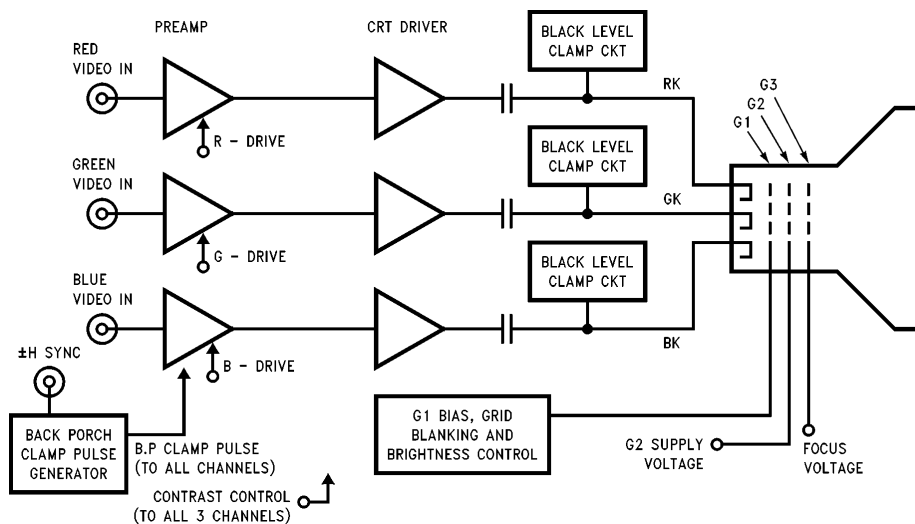 PREAMP
CRT DRIVER
BLACK LEVEL
CLAMP CKT
RED
VIDEO IN
RK
G3
G2
G1
R – DRIVE
GREEN
VIDEO IN
BLACK LEVEL
CLAMP CKT
GK
G – DRIVE
BLUE
VIDEO IN
BLACK LEVEL
CLAMP CKT
BK
±H SYNC
B – DRIVE
BACK PORCH
CLAMP PULSE
GENERATOR
B.P CLAMP PULSE
(TO ALL CHANNELS)
G1 BIAS, GRID
BLANKING AND
BRIGHTNESS CONTROL
G2 SUPPLY
VOLTAGE
FOCUS
VOLTAGE
CONTRAST CONTROL
(TO ALL 3 CHANNELS)